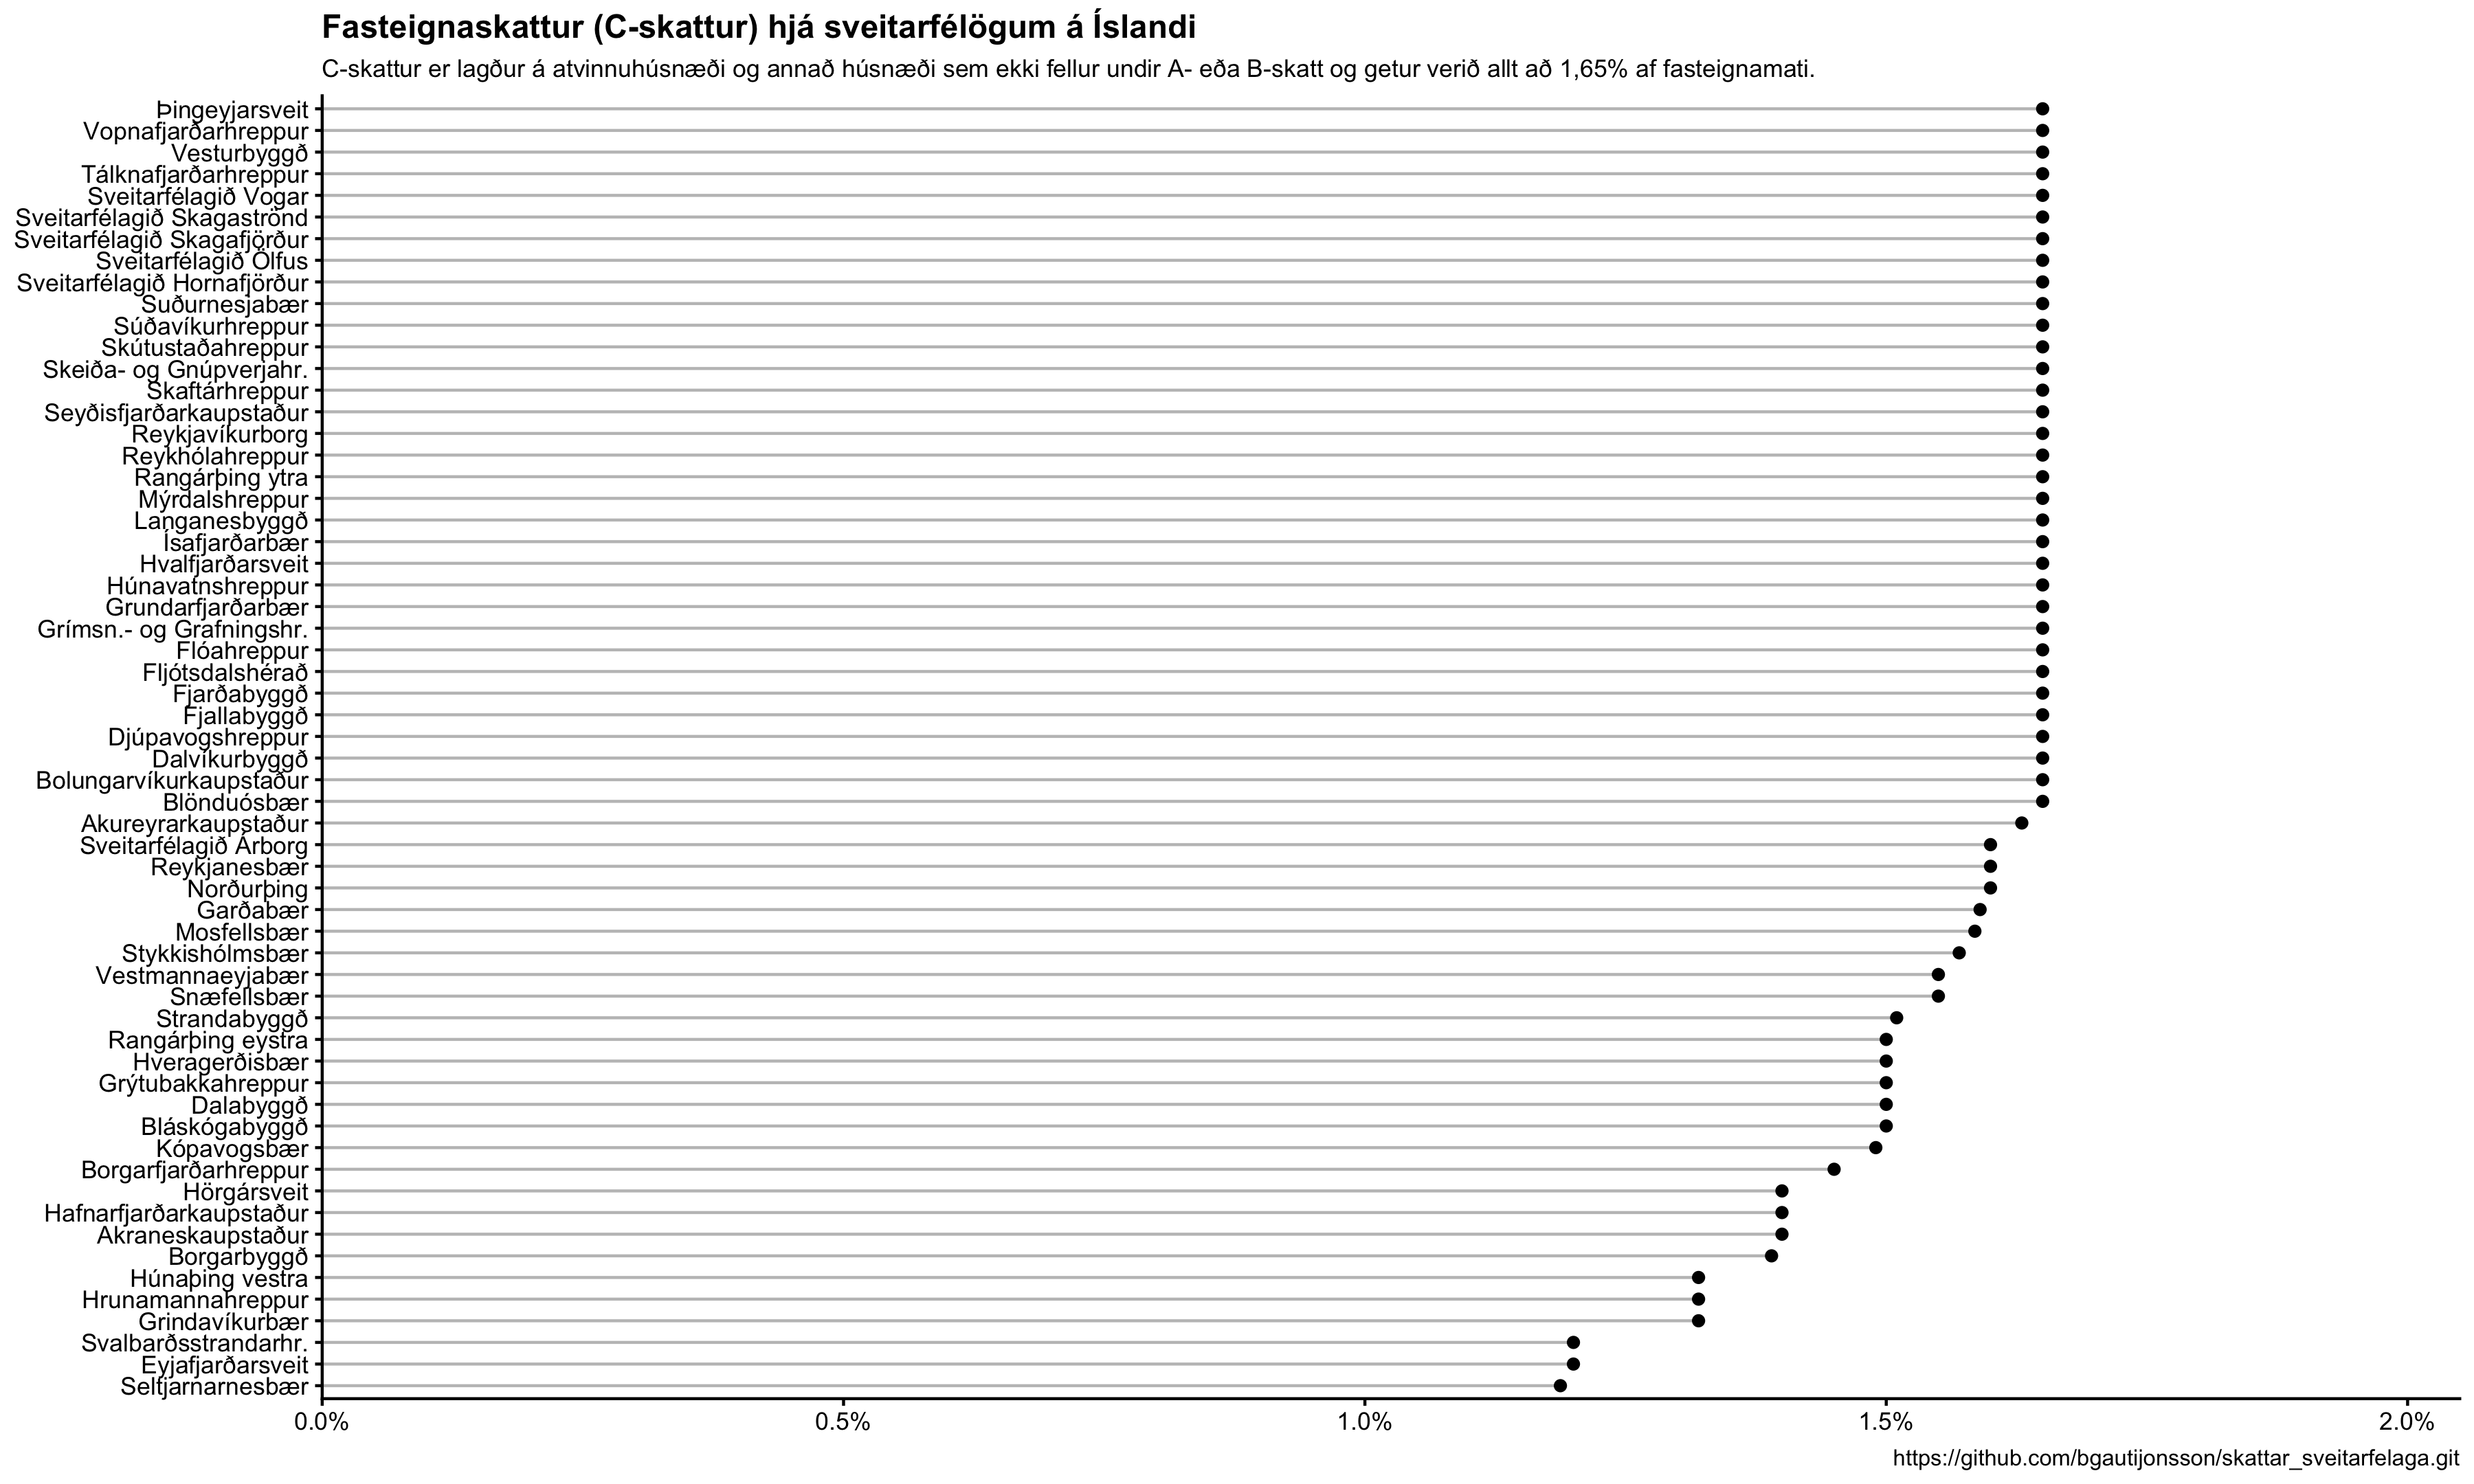 Fasteignaskattur (C-skattur) hjá sveitarfélögum á Íslandi
C-skattur er lagður á atvinnuhúsnæði og annað húsnæði sem ekki fellur undir A- eða B-skatt og getur verið allt að 1,65% af fasteignamati.
Þingeyjarsveit
Vopnafjarðarhreppur
Vesturbyggð
Tálknafjarðarhreppur
Sveitarfélagið Vogar
Sveitarfélagið Skagaströnd
Sveitarfélagið Skagafjörður
Sveitarfélagið Ölfus
Sveitarfélagið Hornafjörður
Suðurnesjabær
Súðavíkurhreppur
Skútustaðahreppur
Skeiða- og Gnúpverjahr.
Skaftárhreppur
Seyðisfjarðarkaupstaður
Reykjavíkurborg
Reykhólahreppur
Rangárþing ytra
Mýrdalshreppur
Langanesbyggð
Ísafjarðarbær
Hvalfjarðarsveit
Húnavatnshreppur
Grundarfjarðarbær
Grímsn.- og Grafningshr.
Flóahreppur
Fljótsdalshérað
Fjarðabyggð
Fjallabyggð
Djúpavogshreppur
Dalvíkurbyggð
Bolungarvíkurkaupstaður
Blönduósbær
Akureyrarkaupstaður
Sveitarfélagið Árborg
Reykjanesbær
Norðurþing
Garðabær
Mosfellsbær
Stykkishólmsbær
Vestmannaeyjabær
Snæfellsbær
Strandabyggð
Rangárþing eystra
Hveragerðisbær
Grýtubakkahreppur
Dalabyggð
Bláskógabyggð
Kópavogsbær
Borgarfjarðarhreppur
Hörgársveit
Hafnarfjarðarkaupstaður
Akraneskaupstaður
Borgarbyggð
Húnaþing vestra
Hrunamannahreppur
Grindavíkurbær
Svalbarðsstrandarhr.
Eyjafjarðarsveit
Seltjarnarnesbær
0.0% 0.5% 1.0% 1.5% 2.0%
https://github.com/bgautijonsson/skattar_sveitarfelaga.git